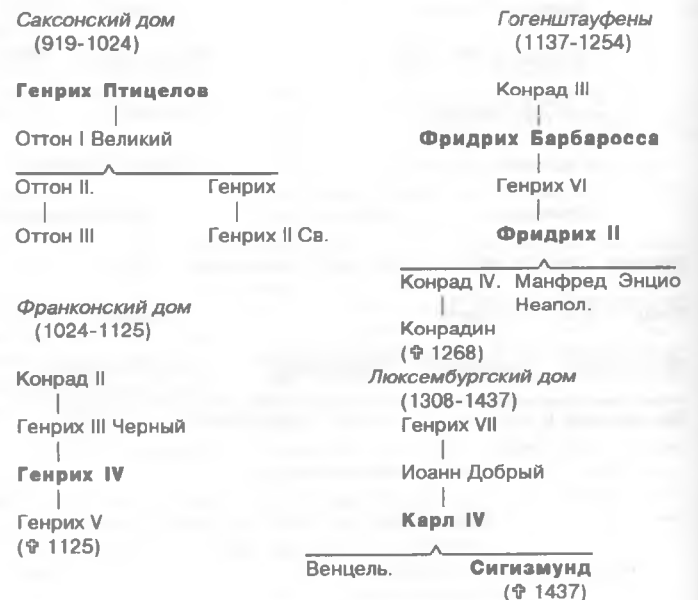 Саксонский дом
(919-1024)
Генрих Птицелов
Оттон I Великий
Оттон II. Генрих
Оттон III Генрих II Св.
Франконский дом
(1024-1125)
Конрад II
Генрих III Черный
Генрих IV
Генрих V
(✞ 1125)
Гогенштауфены
(1137-1254)
Конрад III
Фридрих Барбаросса
Генрих VI
Фридрих II
Конрад IV. Манфред Энцио
Неапол.
Конрадин
(✞ 1268)
Люксембургский дом
(1308-1437)
Генрих VII
Иоанн Добрый
Карл IV
Венцель. Сигизмунд
(✞ 1437)